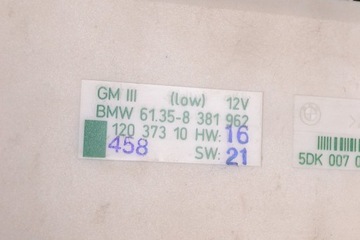 GM III (low) 12V
BMW 61.35-8 381 962
120 373 10 HW: 16
458 SW: 21
5DK 007 0